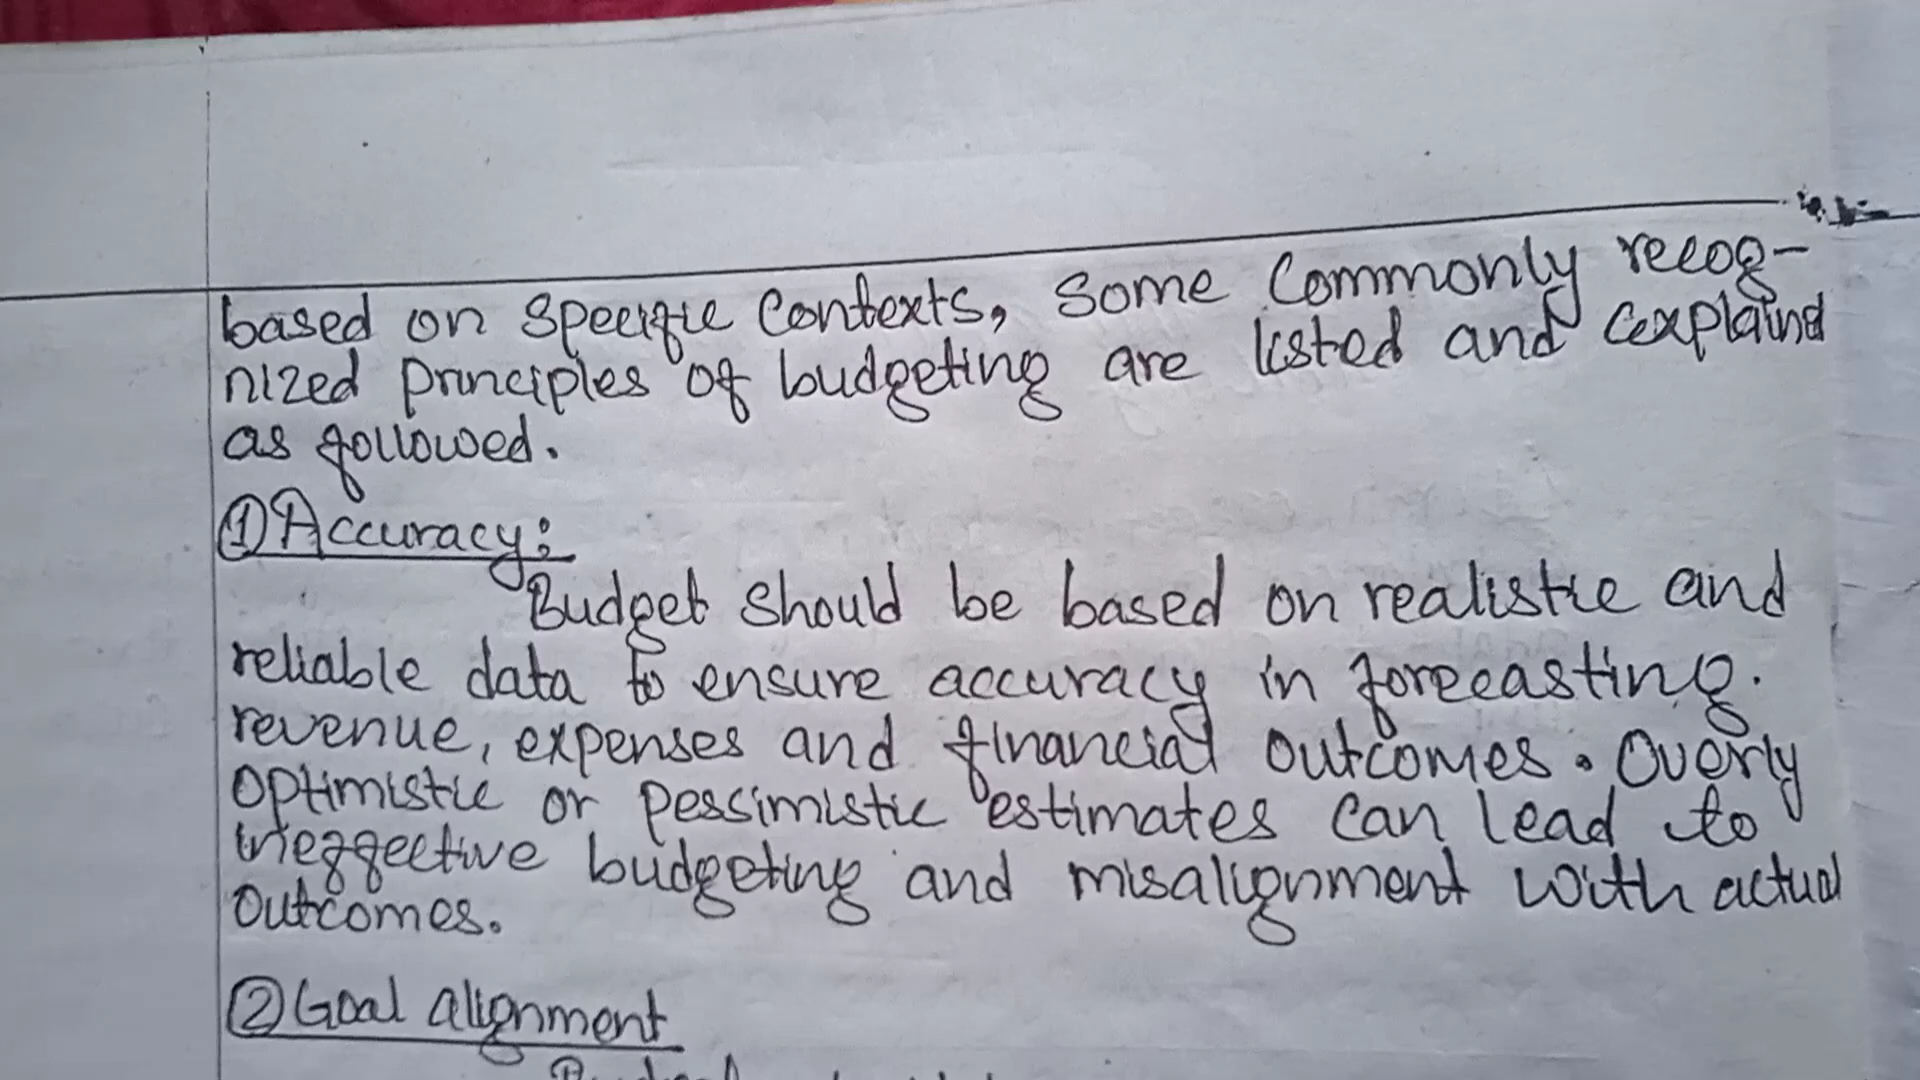 based on specific contexts, some commonly recog-
nized principles of budgeting are listed and explaind
as followed.
① Accuracy:
Budget should be based on realistic and
reliable data to ensure accuracy in forecasting.
revenue, expenses and financial outcomes. Overly
optimistic or pessimistic estimates can lead to
ineffective budgeting and misalignment with actual
outcomes.
② Goal alignment